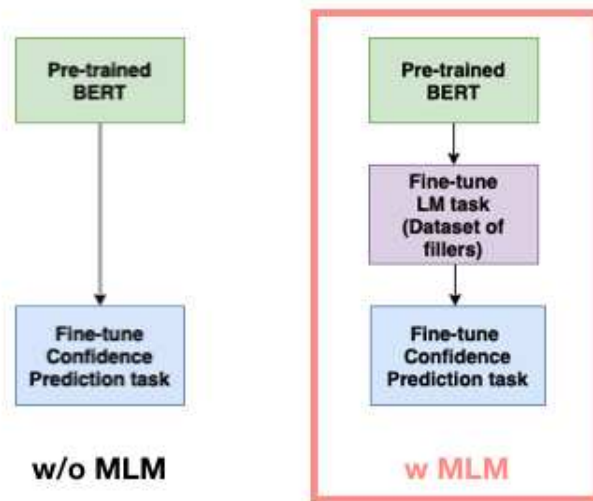 Pre-trained
BERT
Fine-tune
Confidence
Prediction task
w/o MLM
Pre-trained
BERT
Fine-tune
LM task
(Dataset of
fillers)
Fine-tune
Confidence
Prediction task
w MLM